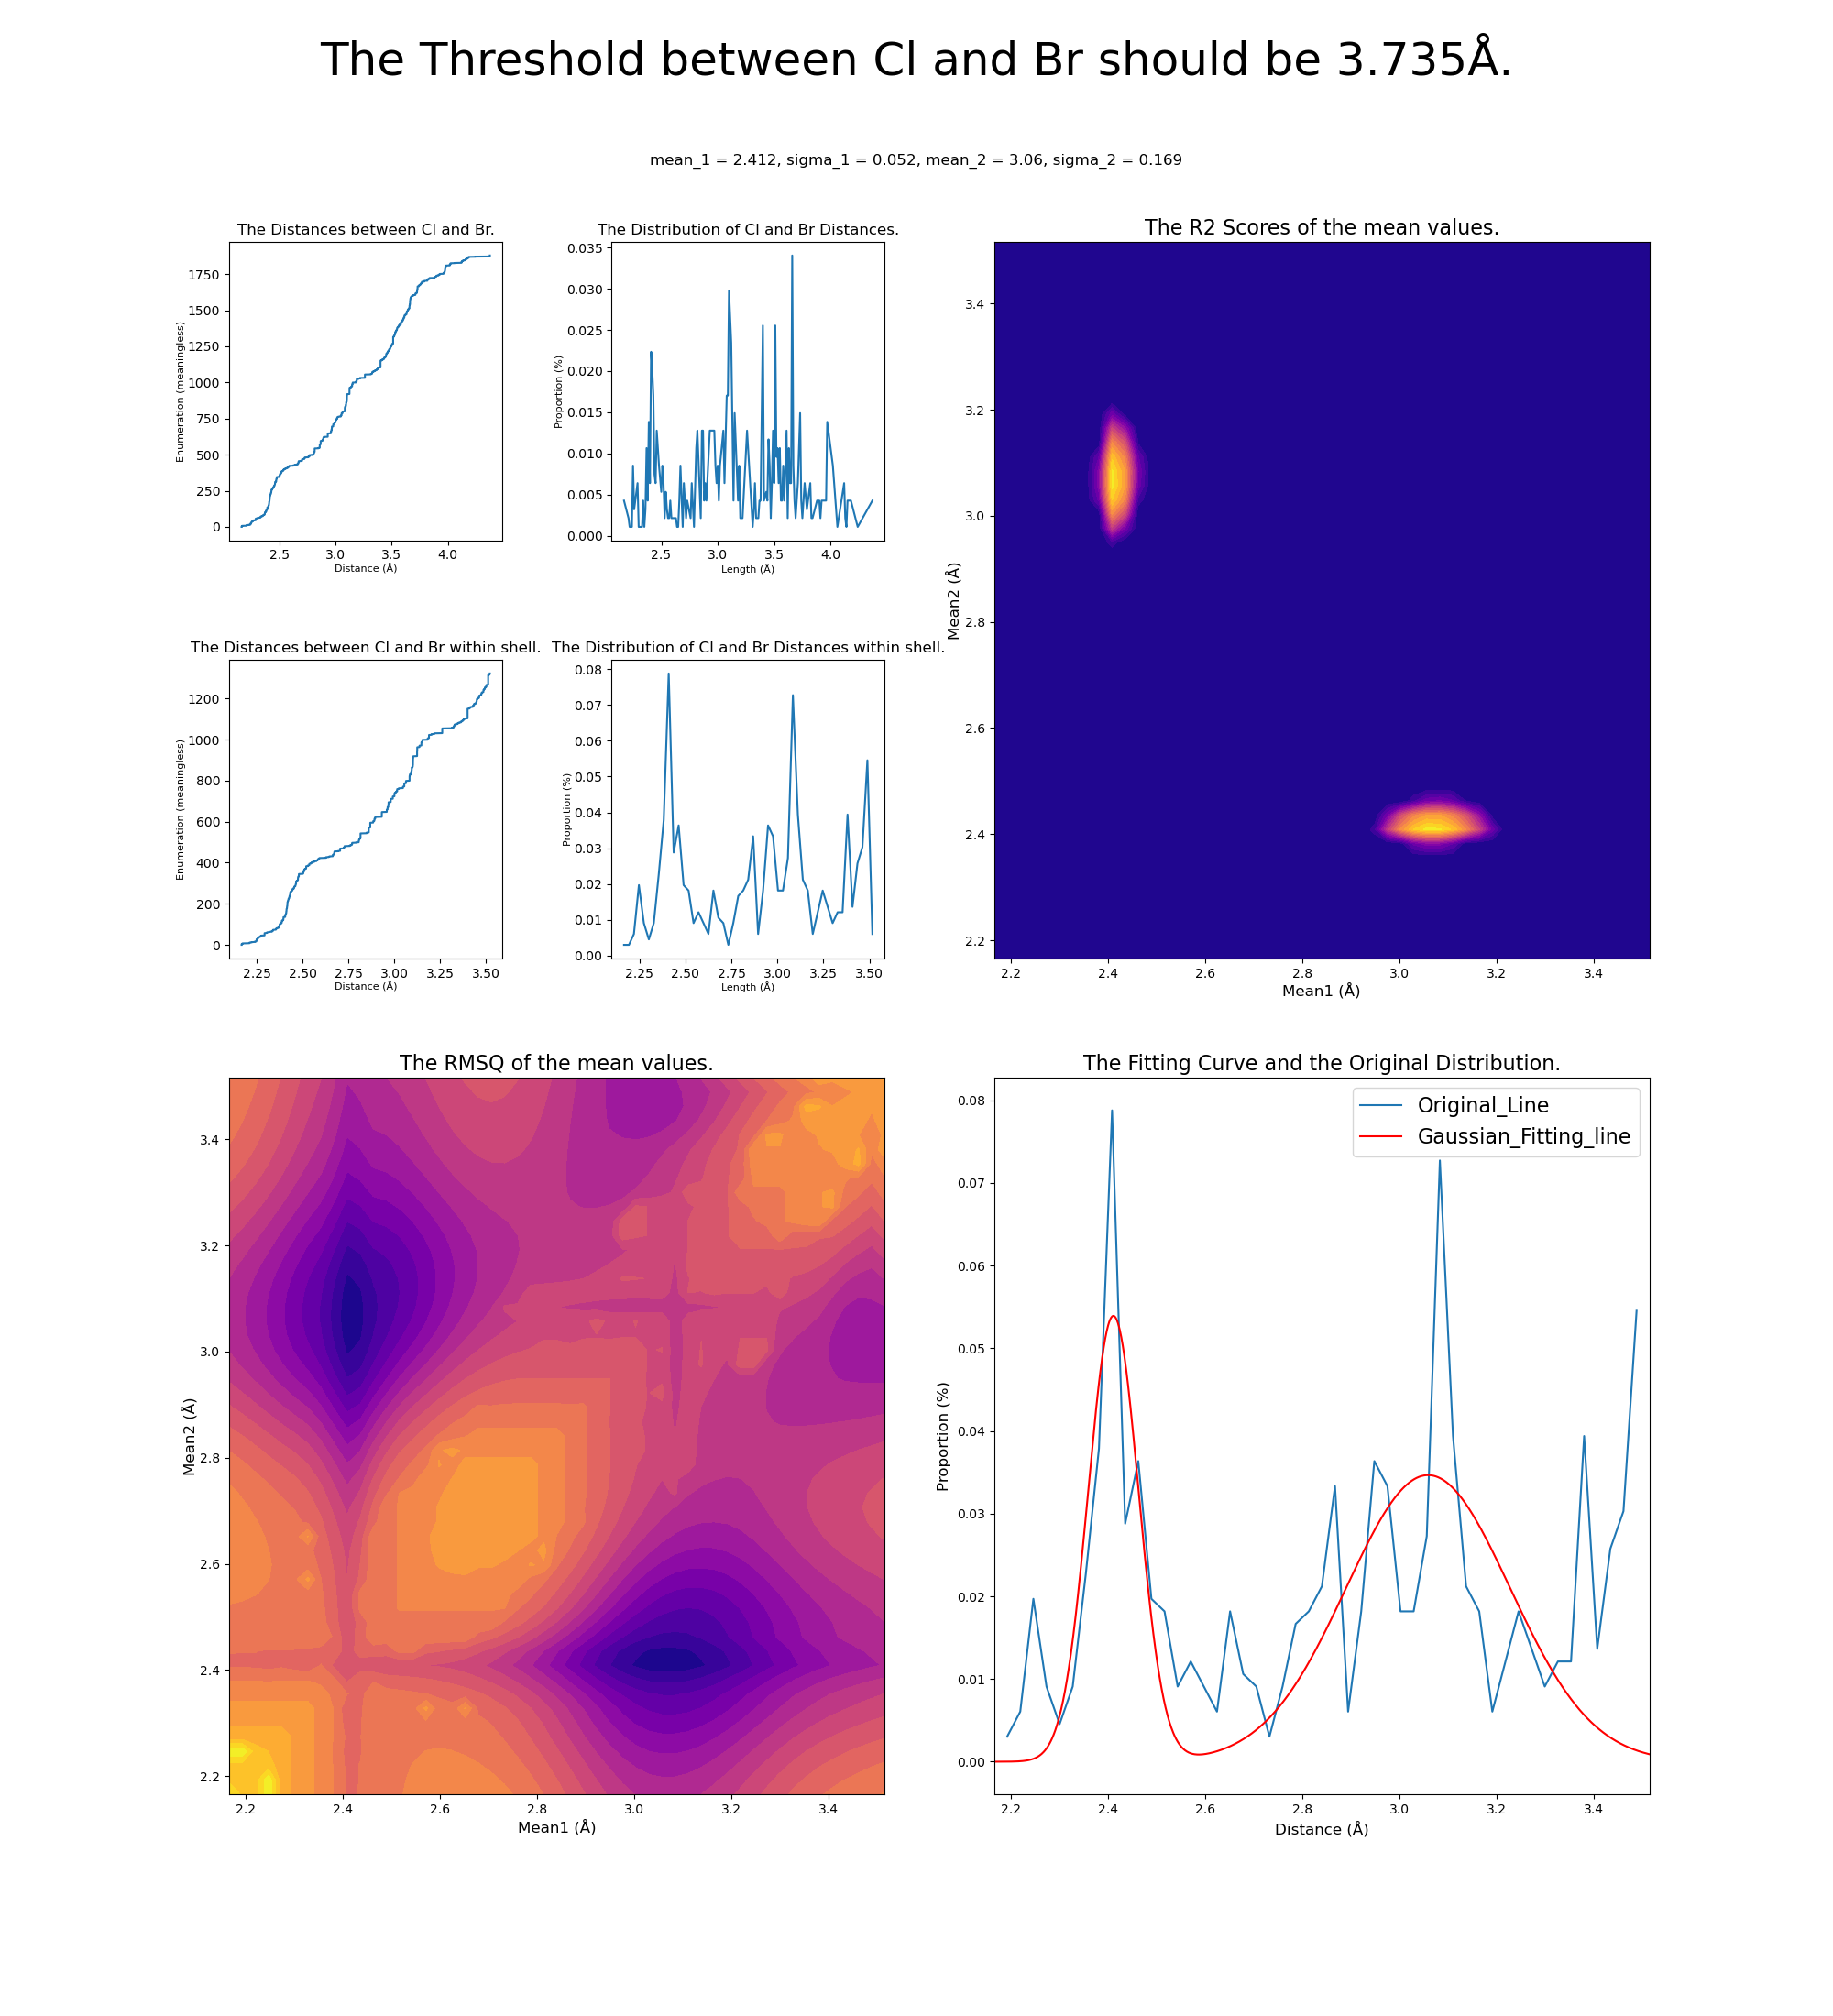 The Threshold between Cl and Br should be 3.735Å.
mean_1 = 2.412, sigma_1 = 0.052, mean_2 = 3.06, sigma_2 = 0.169
The Distances between Cl and Br.
Enumeration (meaningless)
1750
1500
1250
1000
750
500
250
0
2.5 3.0 3.5 4.0
Distance (Å)
The Distribution of Cl and Br Distances.
Proportion (%)
0.035
0.030
0.025
0.020
0.015
0.010
0.005
0.000
2.5 3.0 3.5 4.0
Length (Å)
The R2 Scores of the mean values.
Mean2 (Å)
3.4
3.2
3.0
2.8
2.6
2.4
2.2
2.2 2.4 2.6 2.8 3.0 3.2 3.4
Mean1 (Å)
The Distances between Cl and Br within shell.
Enumeration (meaningless)
1200
1000
800
600
400
200
0
2.25 2.50 2.75 3.00 3.25 3.50
Distance (Å)
The Distribution of Cl and Br Distances within shell.
Proportion (%)
0.08
0.07
0.06
0.05
0.04
0.03
0.02
0.01
0.00
2.25 2.50 2.75 3.00 3.25 3.50
Length (Å)
The RMSQ of the mean values.
Mean2 (Å)
3.4
3.2
3.0
2.8
2.6
2.4
2.2
2.2 2.4 2.6 2.8 3.0 3.2 3.4
Mean1 (Å)
The Fitting Curve and the Original Distribution.
Original_Line
Gaussian_Fitting_line
Proportion (%)
0.08
0.07
0.06
0.05
0.04
0.03
0.02
0.01
0.00
2.2 2.4 2.6 2.8 3.0 3.2 3.4
Distance (Å)